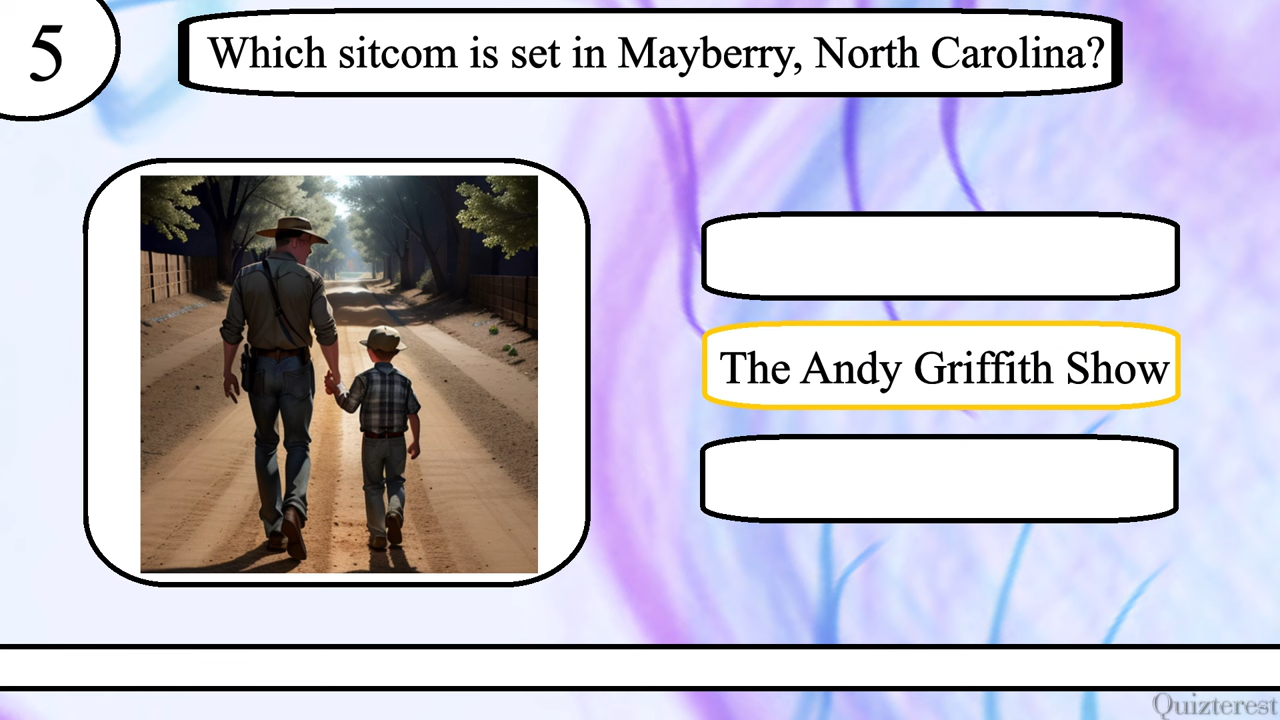 5
Which sitcom is set in Mayberry, North Carolina?
The Andy Griffith Show
Quizterest